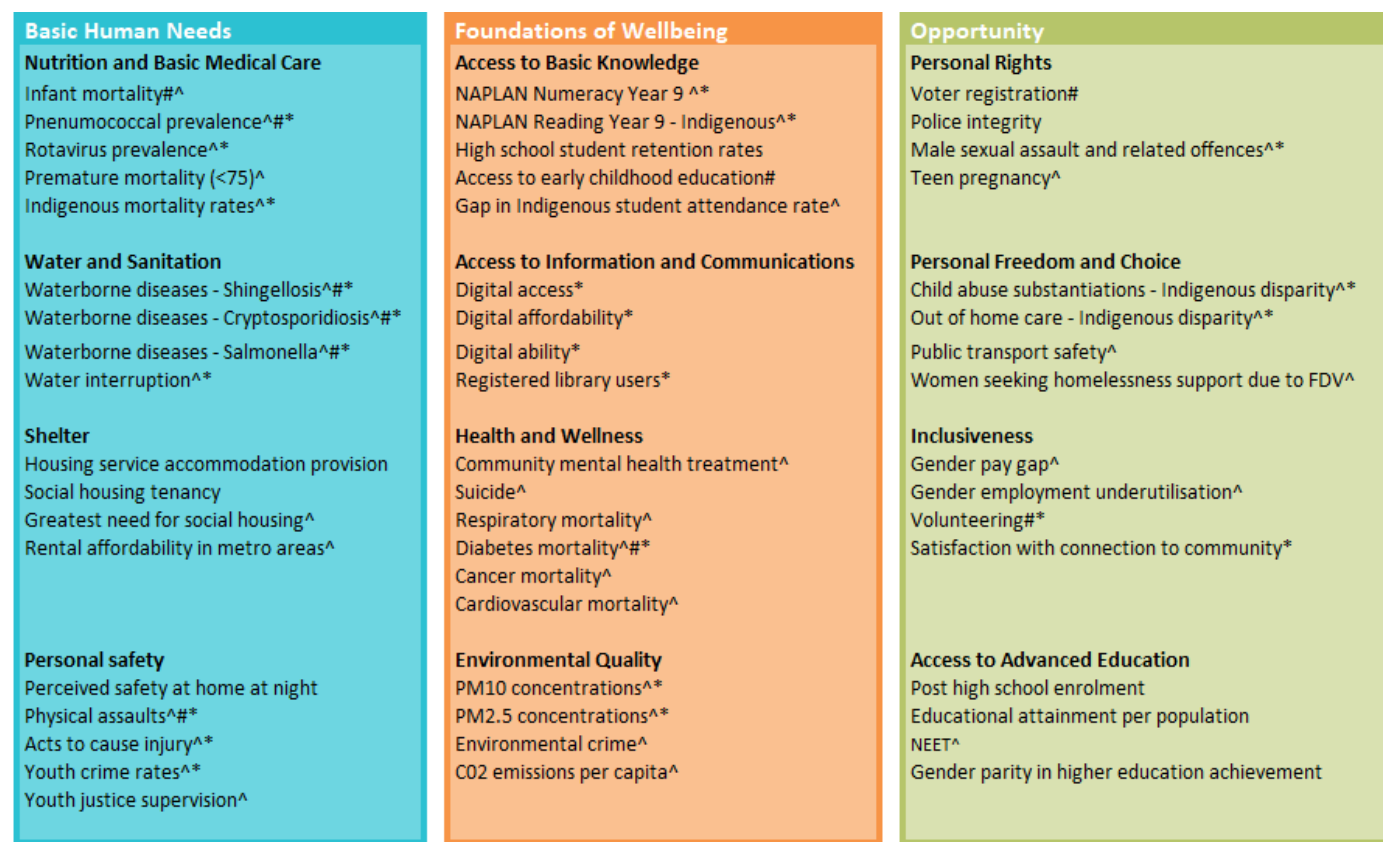 Basic Human Needs
Nutrition and Basic Medical Care
Infant mortality#^
Pnenumococcal prevalence^#*
Rotavirus prevalence^*
Premature mortality (<75)^
Indigenous mortality rates^*
Water and Sanitation
Waterborne diseases - Shingellosis^#*
Waterborne diseases - Cryptosporidiosis^#*
Waterborne diseases - Salmonella^#*
Water interruption^*
Shelter
Housing service accommodation provision
Social housing tenancy
Greatest need for social housing^
Rental affordability in metro areas^
Personal safety
Perceived safety at home at night
Physical assaults^#*
Acts to cause injury^*
Youth crime rates^*
Youth justice supervision^
Foundations of Wellbeing
Access to Basic Knowledge
NAPLAN Numeracy Year 9 ^*
NAPLAN Reading Year 9 - Indigenous^*
High school student retention rates
Access to early childhood education#
Gap in Indigenous student attendance rate^
Access to Information and Communications
Digital access*
Digital affordability*
Digital ability*
Registered library users*
Health and Wellness
Community mental health treatment^
Suicide^
Respiratory mortality^
Diabetes mortality^#*
Cancer mortality^
Cardiovascular mortality^
Environmental Quality
PM10 concentrations^*
PM2.5 concentrations^*
Environmental crime^
C02 emissions per capita^
Opportunity
Personal Rights
Voter registration#
Police integrity
Male sexual assault and related offences^*
Teen pregnancy^
Personal Freedom and Choice
Child abuse substantiations - Indigenous disparity^*
Out of home care - Indigenous disparity^*
Public transport safety^
Women seeking homelessness support due to FDV^
Inclusiveness
Gender pay gap^
Gender employment underutilisation^
Volunteering#*
Satisfaction with connection to community*
Access to Advanced Education
Post high school enrolment
Educational attainment per population
NEET^
Gender parity in higher education achievement